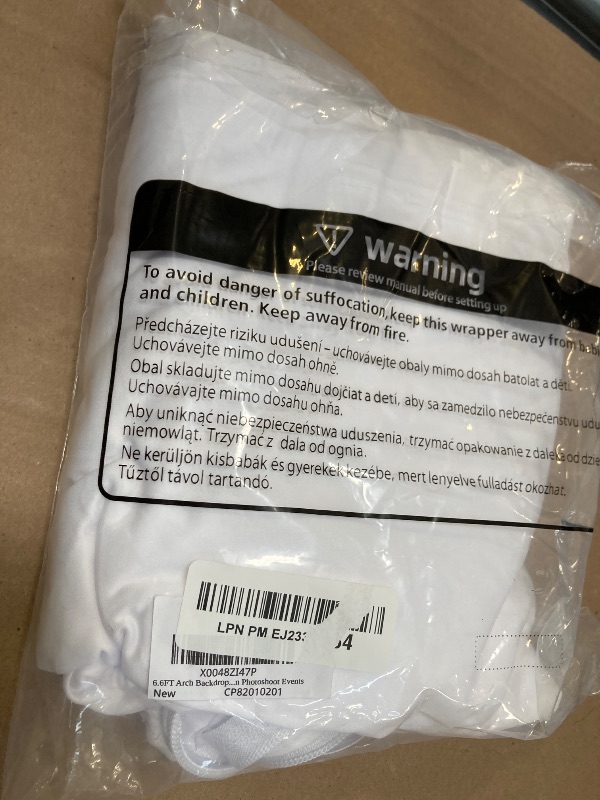 Warning
Please review manual before setting up
To avoid danger of suffocation, keep this wrapper away from
and children. Keep away from fire.
Předcházejte riziku udušení – uchovávejte obaly mimo dosah batolat a dětí.
Uchovávejte mimo dosah ohně.
Obal skladujte mimo dosahu dojčiat a detí, aby sa zamedzilo nebezpečenstvu
Uchovávajte mimo dosahu ohňa.
Aby uniknąć niebezpieczeństwa uduszenia, trzymać opakowanie z daleka od
niemowląt. Trzymać z dala od ognia.
Ne kerüljön kisbabák és gyerekek kezébe, mert lenyelve fulladást okozhat.
Tűztől távol tartandó.
LPN PM EJ233
X0048ZI47P
6.6FT Arch Backdrop...n Photoshoot Events
New CP82010201